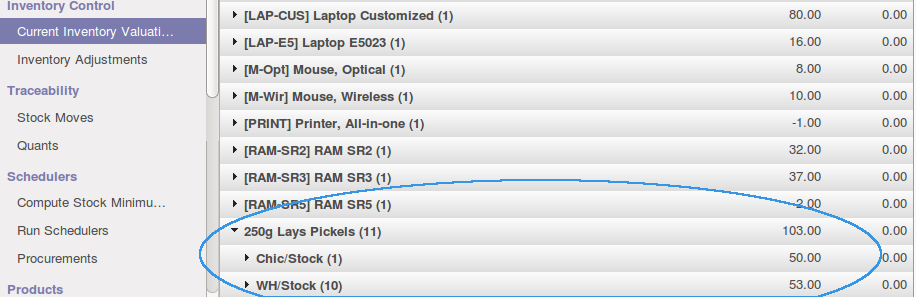 Inventory Control
Current Inventory Valuati...
Inventory Adjustments
Traceability
Stock Moves
Quants
Schedulers
Compute Stock Minimu...
Run Schedulers
Procurements
Products
[LAP-CUS] Laptop Customized (1) 80.00 0.00
[LAP-E5] Laptop E5023 (1) 16.00 0.00
[M-Opt] Mouse, Optical (1) 8.00 0.00
[M-Wir] Mouse, Wireless (1) 10.00 0.00
[PRINT] Printer, All-in-one (1) -1.00 0.00
[RAM-SR2] RAM SR2 (1) 32.00 0.00
[RAM-SR3] RAM SR3 (1) 37.00 0.00
[RAM-SR5] RAM SR5 (1) 2.00 0.00
250g Lays Pickels (11) 103.00 0.00
Chic/Stock (1) 50.00 0.00
WH/Stock (10) 53.00 0.00